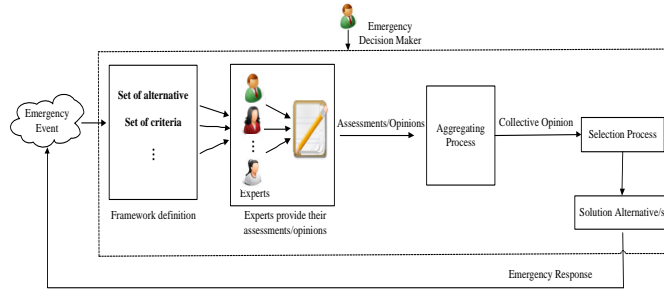 Emergency
Decision Maker
Emergency
Event
Set of alternative
Set of criteria
⋮
Framework definition
⋮
Experts
Experts provide their
assessments/opinions
Assessments/Opinions
Aggregating
Process
Collective Opinion
Selection Process
Solution Alternative/s
Emergency Response